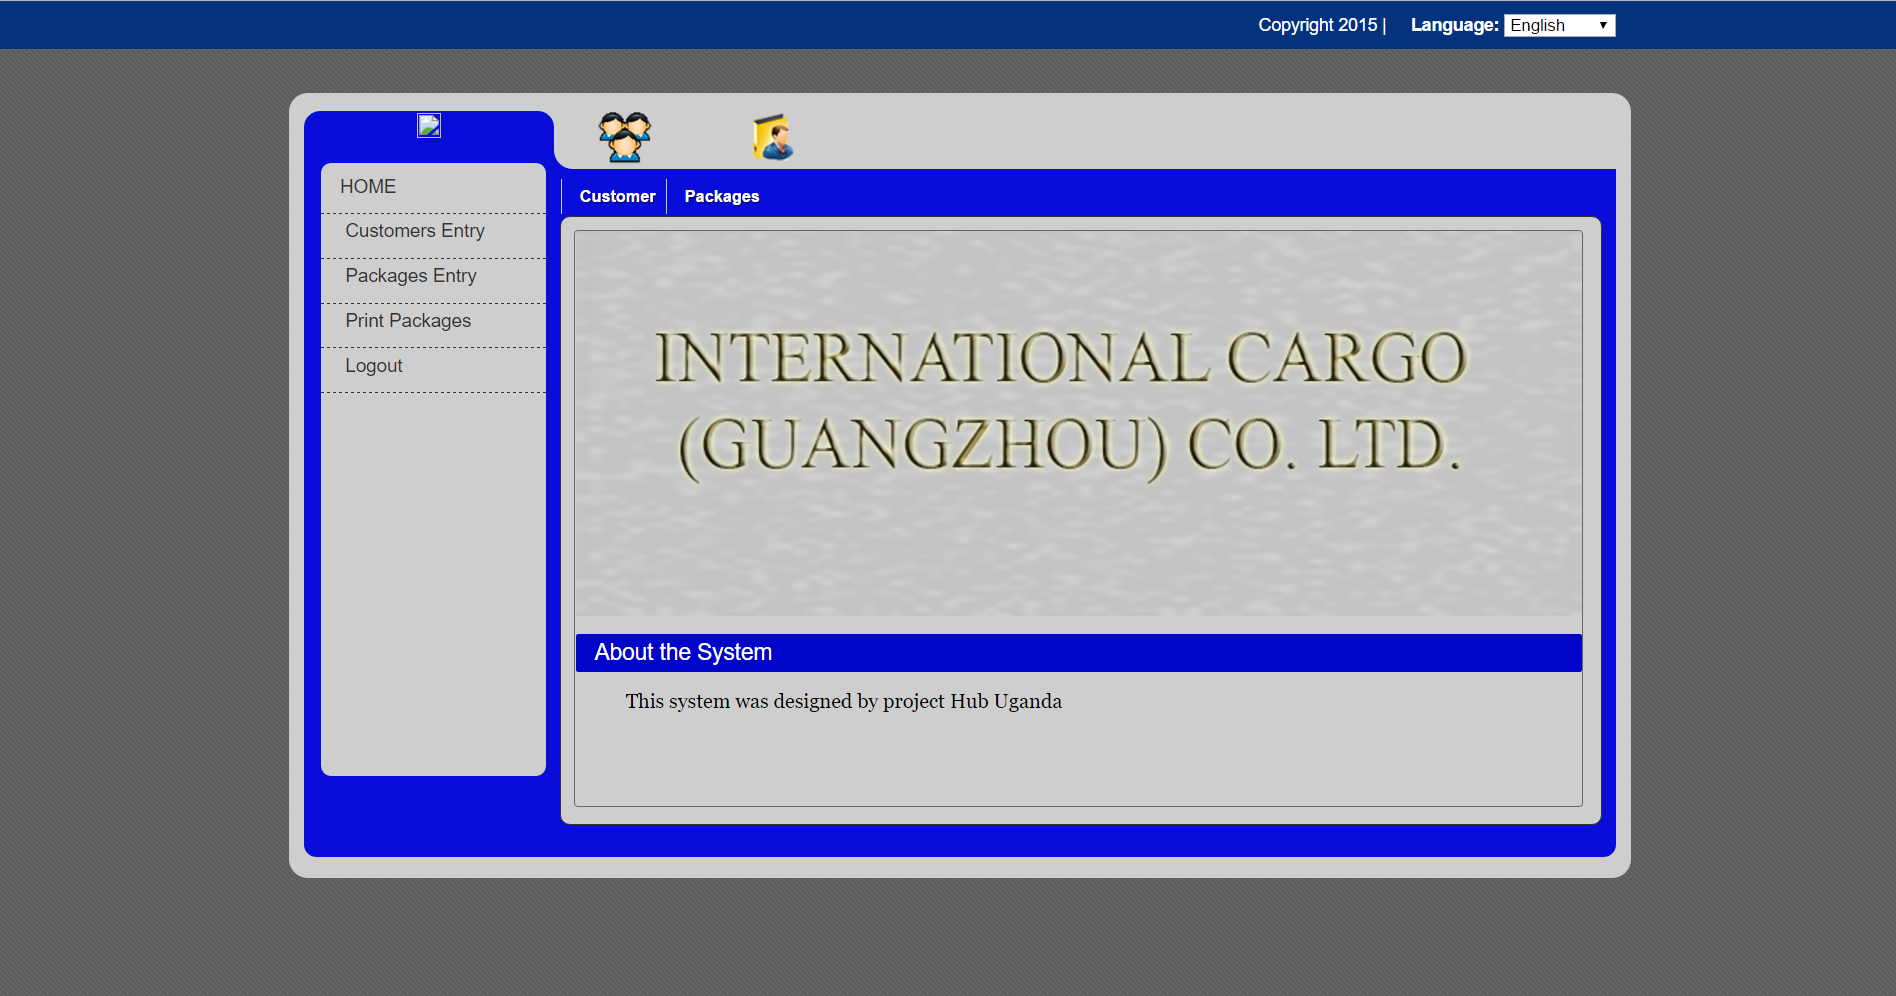 Copyright 2015 | Language: English
HOME
Customers Entry
Packages Entry
Print Packages
Logout
Customer Packages
INTERNATIONAL CARGO
(GUANGZHOU) CO. LTD.
About the System
This system was designed by project Hub Uganda